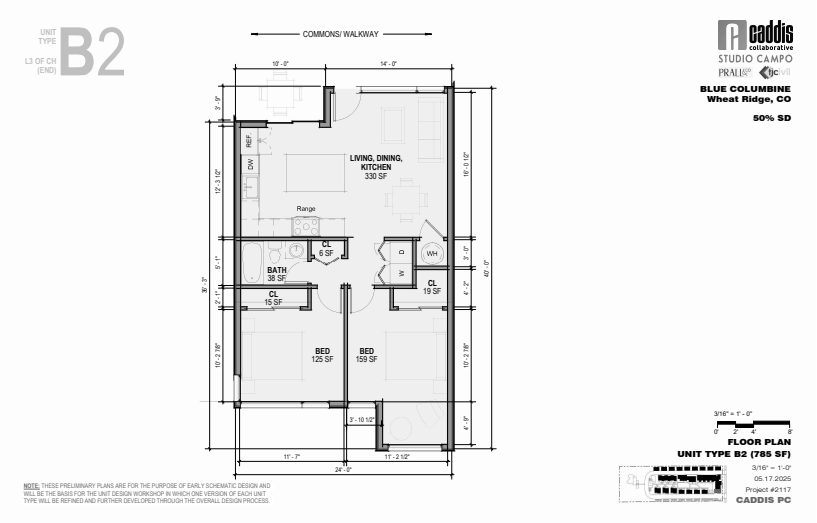 UNIT
TYPE
B2
L3 OF CH
(END)
COMMONS/ WALKWAY
caddis
collaborative
STUDIO CAMPO
PRALL
tjc civil
BLUE COLUMBINE
Wheat Ridge, CO
50% SD
10' - 0"
14' - 0"
3' - 9"
REF.
DW
LIVING, DINING,
KITCHEN
330 SF
12' - 3 1/2"
16' - 0 1/2"
Range
CL
6 SF
D
W
WH
BATH
38 SF
5' - 1"
3' - 0"
40' - 0"
36' - 3"
CL
15 SF
CL
19 SF
2' - 1"
4' - 2"
BED
125 SF
BED
159 SF
10' - 2 7/8"
10' - 2 7/8"
3' - 10 1/2"
4' - 9"
11' - 7"
11' - 2 1/2"
24' - 0"
3/16" = 1' - 0"
0' 2' 4' 8'
FLOOR PLAN
UNIT TYPE B2 (785 SF)
3/16" = 1'-0"
05.17.2025
Project #2117
CADDIS PC
NOTE: THESE PRELIMINARY PLANS ARE FOR THE PURPOSE OF EARLY SCHEMATIC DESIGN AND
WILL BE THE BASIS FOR THE UNIT DESIGN WORKSHOP IN WHICH ONE VERSION OF EACH UNIT
TYPE WILL BE REFINED AND FURTHER DEVELOPED THROUGH THE OVERALL DESIGN PROCESS.